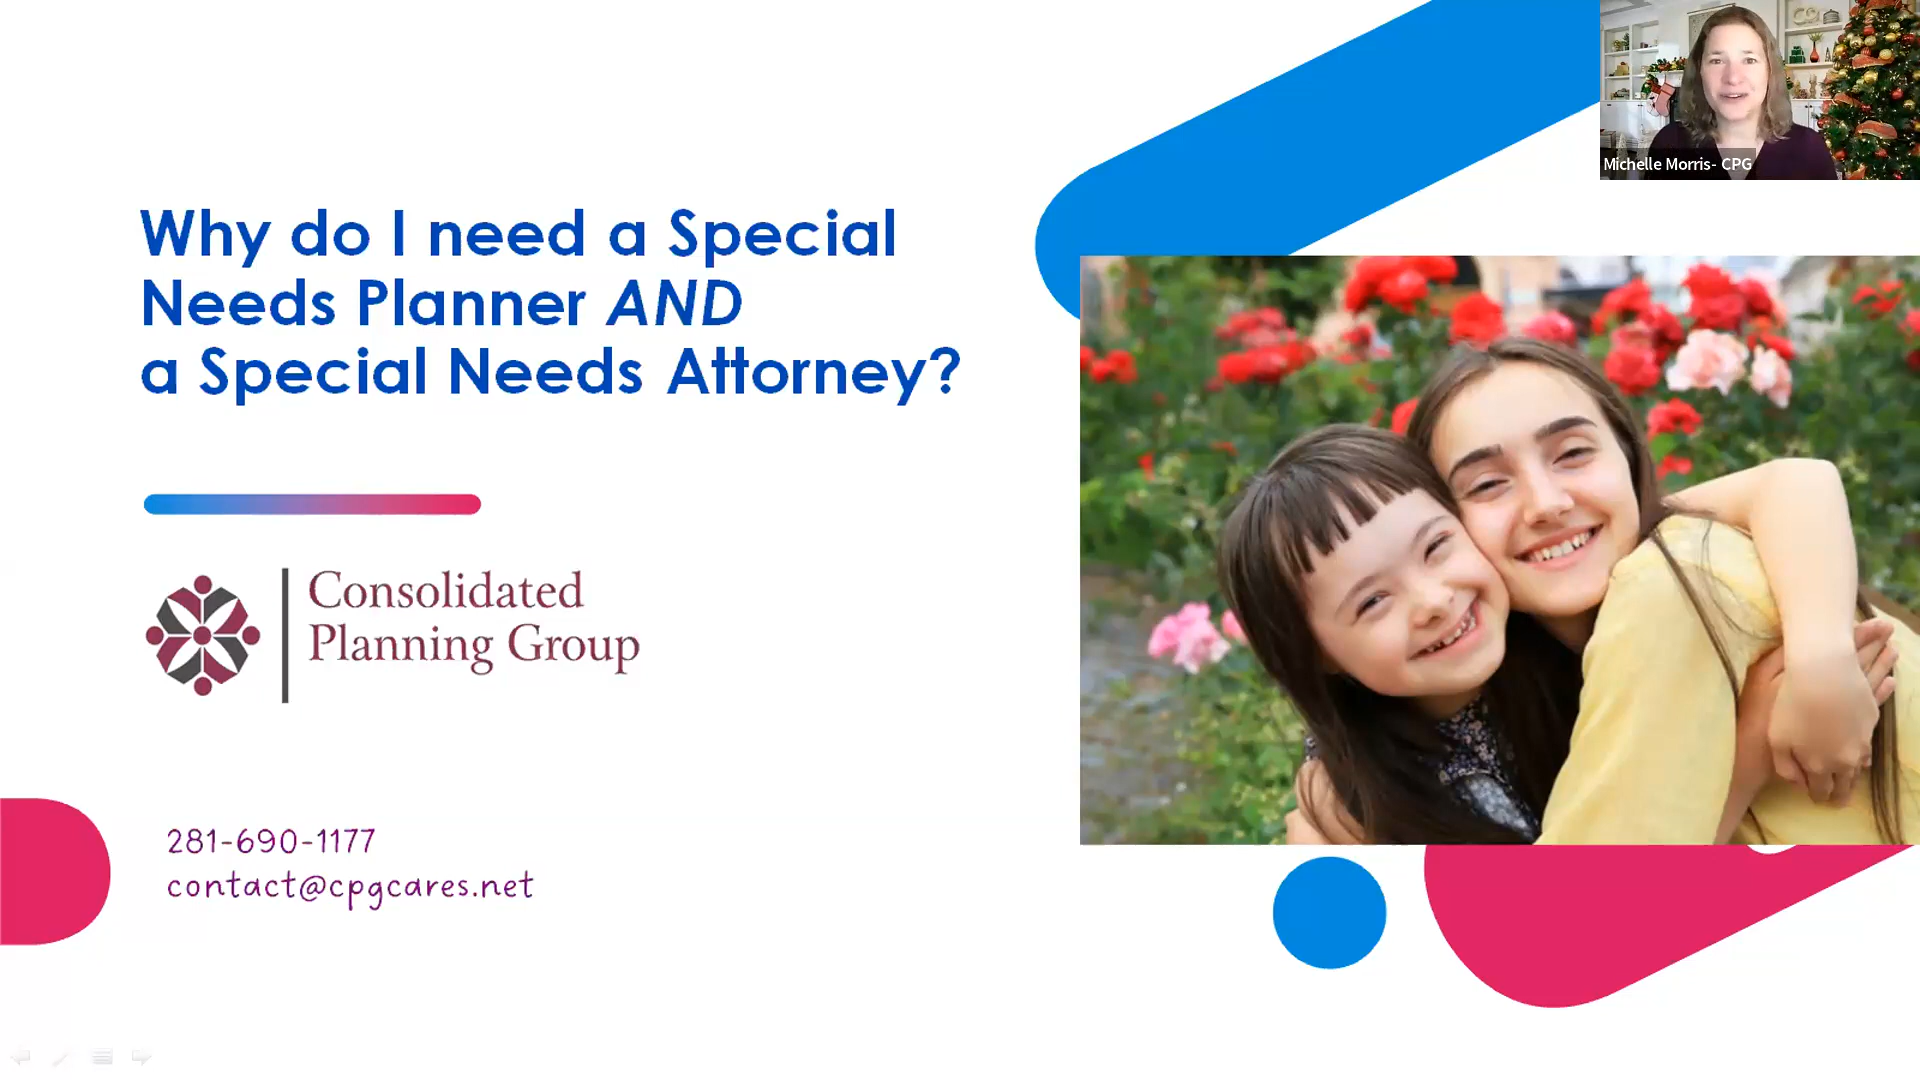 Michelle Morris- CPG
Why do I need a Special
Needs Planner AND
a Special Needs Attorney?
Consolidated
Planning Group
281-690-1177
contact@cpgcares.net